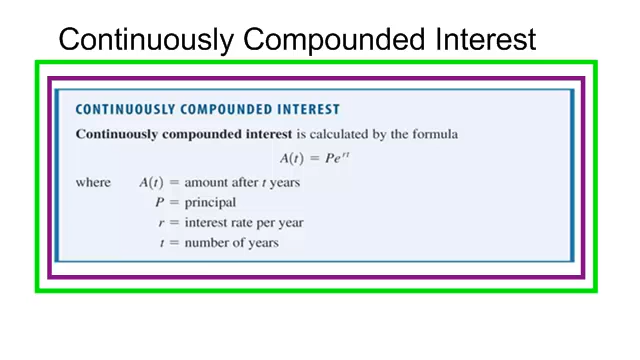 Continuously Compounded Interest
CONTINUOUSLY COMPOUNDED INTEREST
Continuously compounded interest is calculated by the formula
A(t) = Pe^{rt}
where A(t) = amount after t years
P = principal
r = interest rate per year
t = number of years